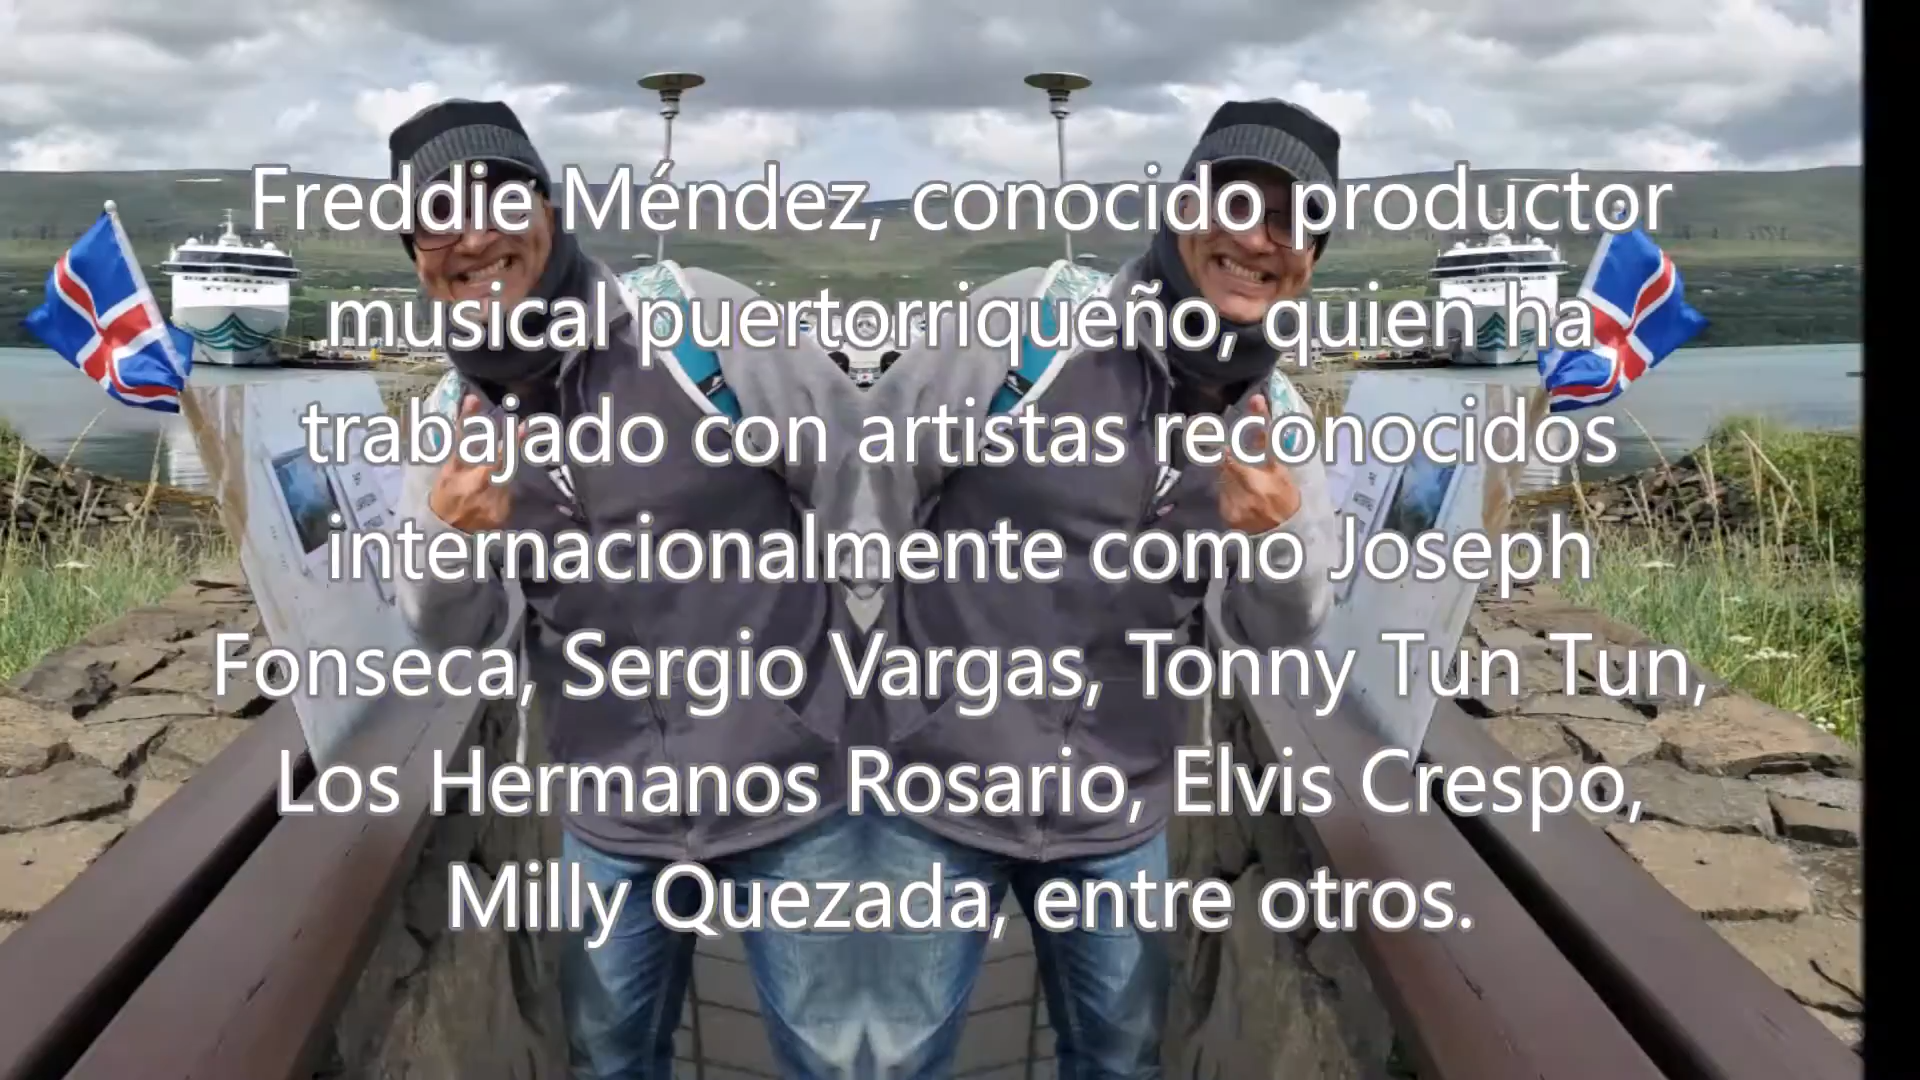 Freddie Méndez, conocido productor
musical puertorriqueño, quien ha
trabajado con artistas reconocidos
internacionalmente como Joseph
Fonseca, Sergio Vargas, Tonny Tun Tun,
Los Hermanos Rosario, Elvis Crespo,
Milly Quezada, entre otros.